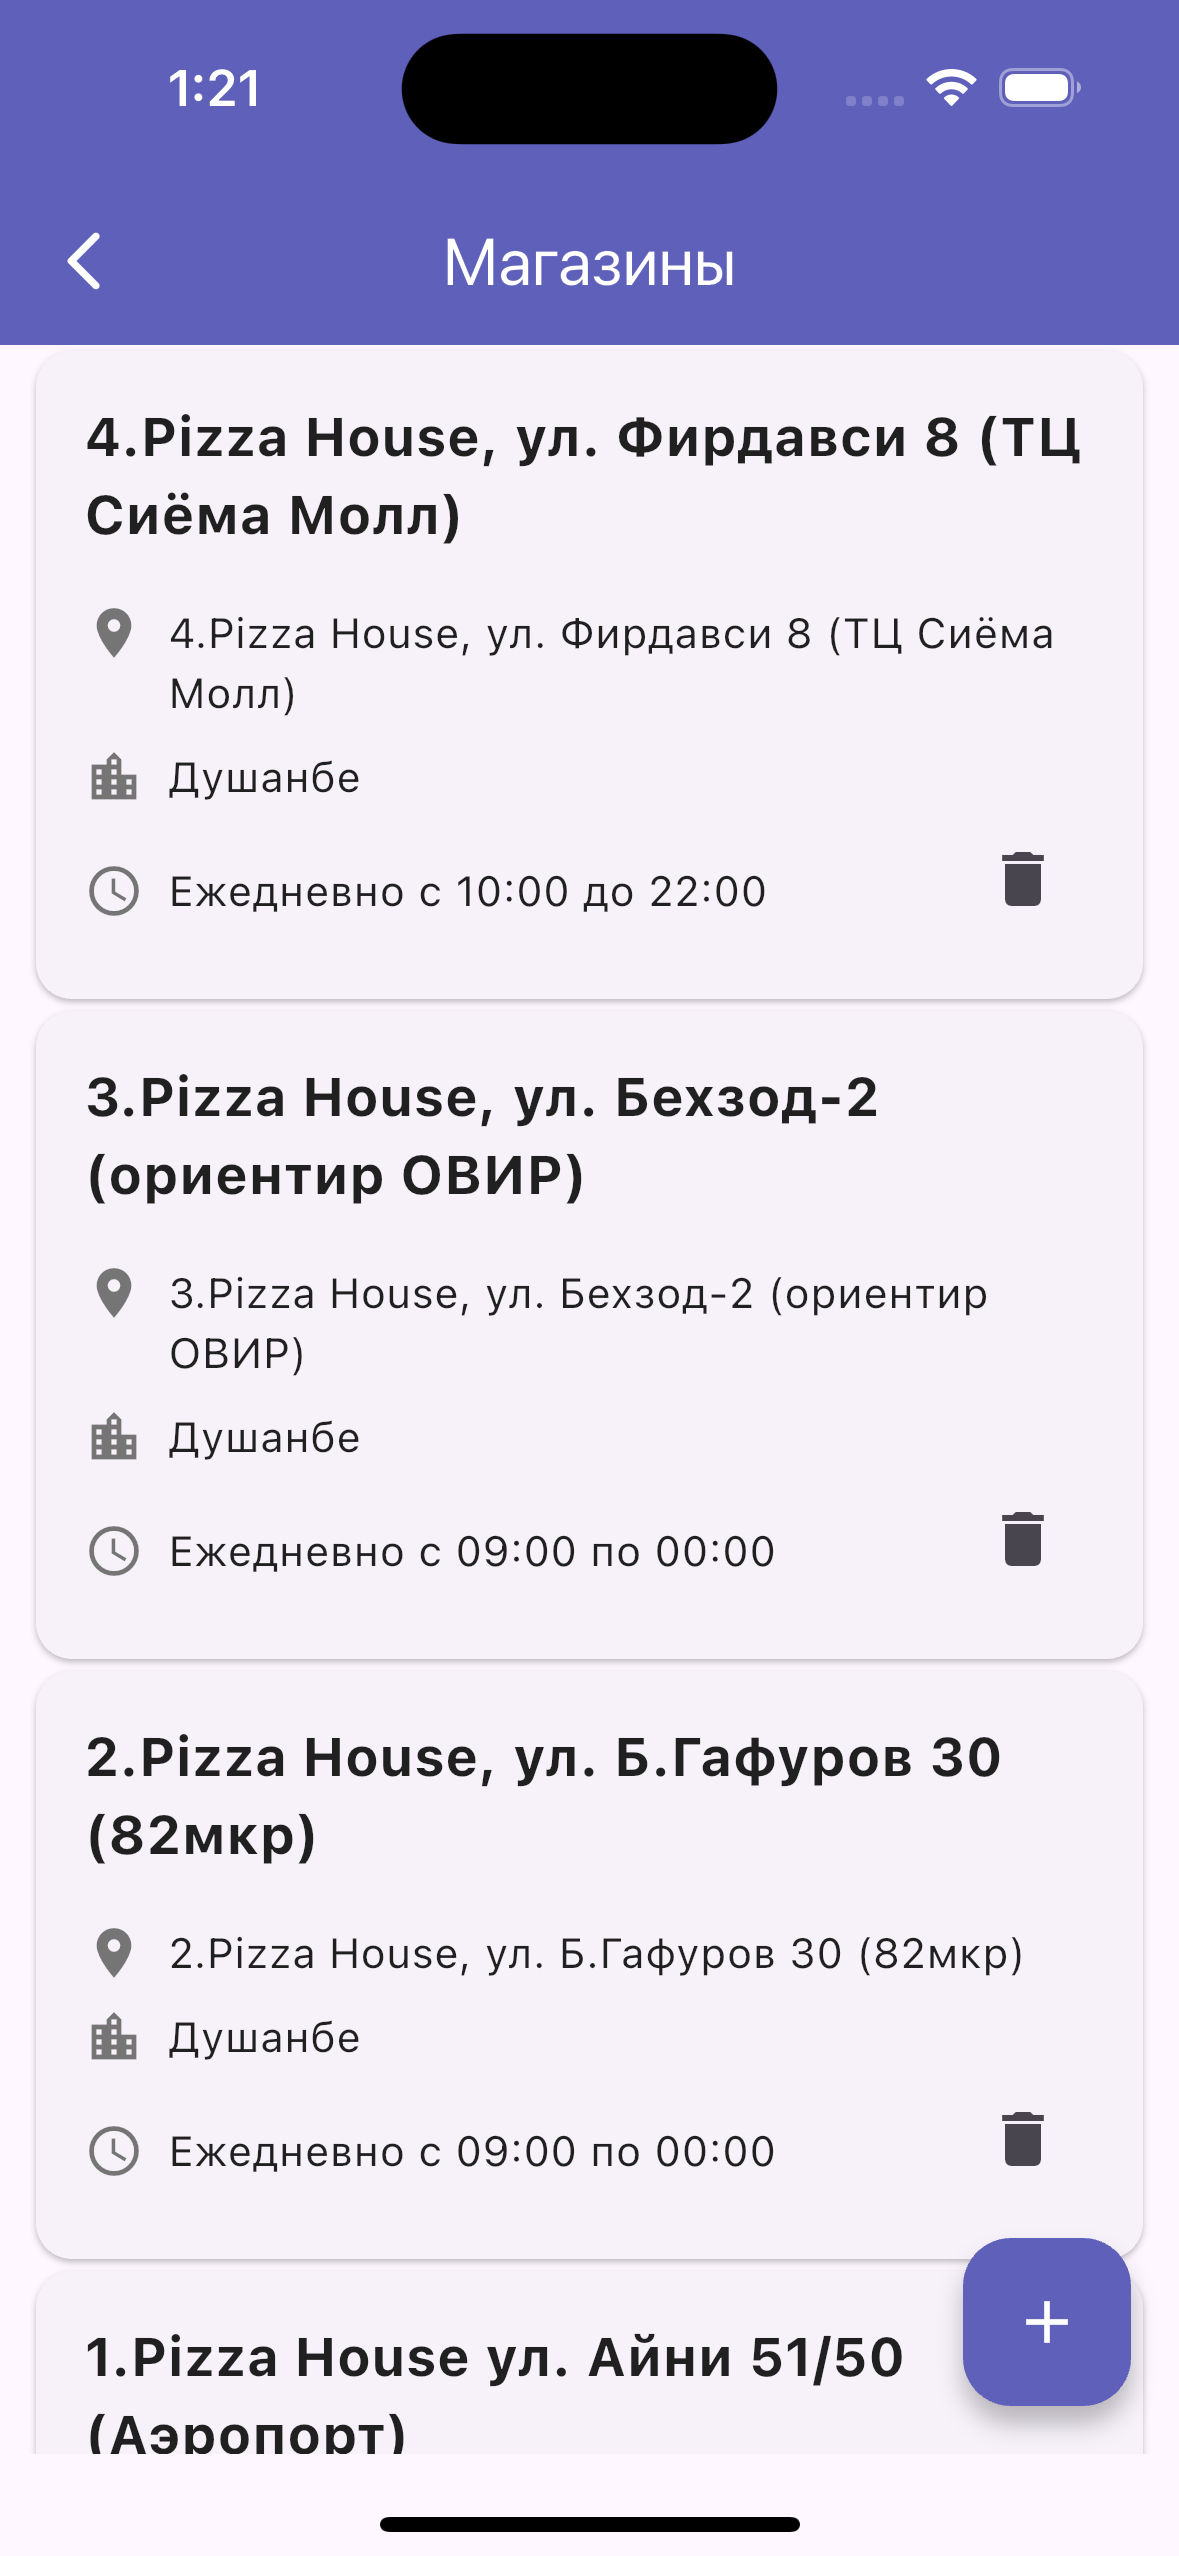 1:21
Магазины
4.Pizza House, ул. Фирдавси 8 (ТЦ
Сиёма Молл)
4.Pizza House, ул. Фирдавси 8 (ТЦ Сиёма
Молл)
Душанбе
Ежедневно с 10:00 до 22:00
3.Pizza House, ул. Бехзод-2
(ориентир ОВИР)
3.Pizza House, ул. Бехзод-2 (ориентир
ОВИР)
Душанбе
Ежедневно с 09:00 по 00:00
2.Pizza House, ул. Б.Гафуров 30
(82мкр)
2.Pizza House, ул. Б.Гафуров 30 (82мкр)
Душанбе
Ежедневно с 09:00 по 00:00
1.Pizza House ул. Айни 51/50
(Аэропорт)